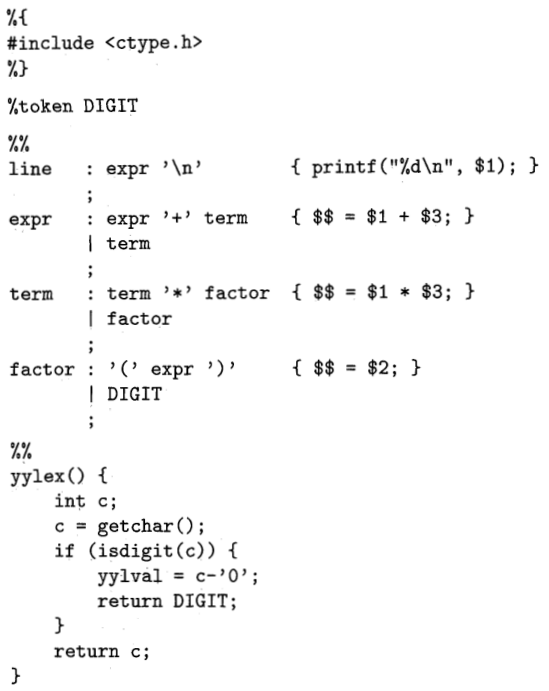 %{
#include <ctype.h>
%}
%token DIGIT
%%
line   : expr '\n'         { printf("%d\n", $1); }
       ;
expr   : expr '+' term    { $$ = $1 + $3; }
       | term
       ;
term   : term '*' factor  { $$ = $1 * $3; }
       | factor
       ;
factor : '(' expr ')'     { $$ = $2; }
       | DIGIT
       ;
%%
yylex() {
    int c;
    c = getchar();
    if (isdigit(c)) {
        yylval = c-'0';
        return DIGIT;
    }
    return c;
}